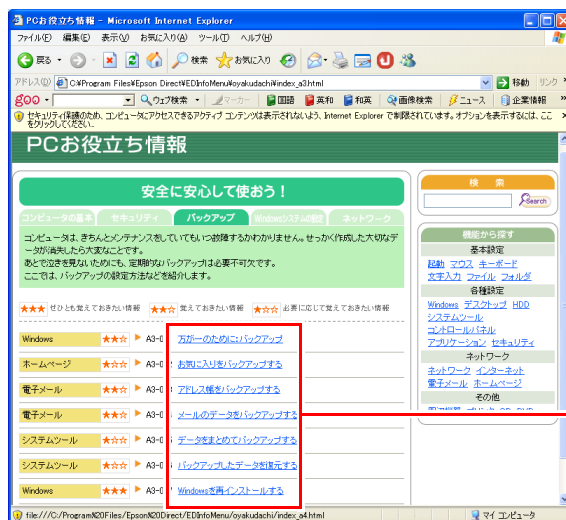 PCお役立ち情報 - Microsoft Internet Explorer
ファイル(F) 編集(E) 表示(V) お気に入り(A) ツール(T) ヘルプ(H)
戻る 検索 お気に入り
アドレス(D) C:¥Program Files¥Epson Direct¥EDInfoMenu¥oyakudachi¥index_a3.html 移動 リンク
goo ウェブ検索 マーカー 国語 英和 和英 画像検索 ニュース 企業情報
セキュリティ保護のため、コンピュータにアクセスできるアクティブ コンテンツは表示されないよう、Internet Explorer で制限されています。オプションを表示するには、ここ
をクリックしてください...
PCお役立ち情報
安全に安心して使おう!
コンピュータの基本 セキュリティ バックアップ Windowsシステムの設定 ネットワーク
コンピュータは、きちんとメンテナンスをしていてもいつ故障するかわかりません。せっかく作成した大切なデ
ータが消失したら大変なことです。
あとで泣きを見ないためにも、定期的なバックアップは必要不可欠です。
ここでは、バックアップの設定方法などを紹介します。
★★★ ぜひとも覚えておきたい情報 ★★☆ 覚えておきたい情報 ★☆☆ 必要に応じて覚えておきたい情報
Windows ★★☆ A3-0 万が一のために:バックアップ
ホームページ ★☆☆ A3-0 お気に入りをバックアップする
電子メール ★★☆ A3-0 アドレス帳をバックアップする
電子メール ★★☆ A3-0 メールのデータをバックアップする
システムツール ★☆☆ A3-0 データをまとめてバックアップする
システムツール ★☆☆ A3-0 バックアップしたデータを復元する
Windows ★★★ A3-0 Windowsを再インストールする
検 索
Search
機能から探す
基本設定
起動 マウス キーボード
文字入力 ファイル フォルダ
各種設定
Windows デスクトップ HDD
システムツール
コントロールパネル
アプリケーション セキュリティ
ネットワーク
ネットワーク インターネット
電子メール ホームページ
その他
file:///C:/Program%20Files/Epson%20Direct/EDInfoMenu/oyakudachi/index_a4.html マイ コンピュータ